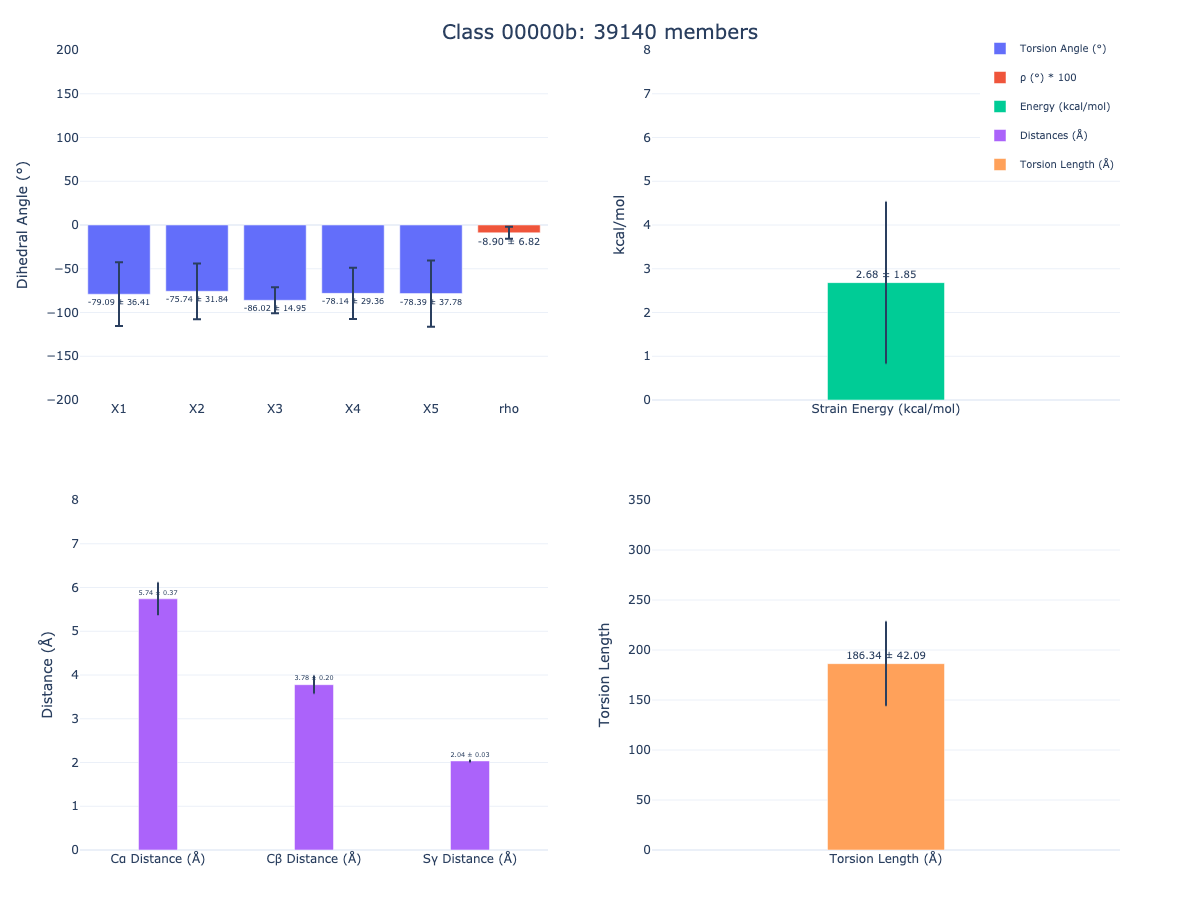 Class 00000b: 39140 members
Dihedral Angle (°)
200
150
100
50
0
−50
−100
−150
−200
-79.09 ± 36.41
-75.74 ± 31.84
-86.02 ± 14.95
-78.14 ± 29.36
-78.39 ± 37.78
-8.90 ± 6.82
X1
X2
X3
X4
X5
rho
kcal/mol
8
7
6
5
4
3
2
1
0
2.68 ± 1.85
Strain Energy (kcal/mol)
Torsion Angle (°)
ρ (°) * 100
Energy (kcal/mol)
Distances (Å)
Torsion Length (Å)
Distance (Å)
8
7
6
5
4
3
2
1
0
5.74 ± 0.37
3.78 ± 0.20
2.04 ± 0.03
Cα Distance (Å)
Cβ Distance (Å)
Sγ Distance (Å)
Torsion Length
350
300
250
200
150
100
50
0
186.34 ± 42.09
Torsion Length (Å)